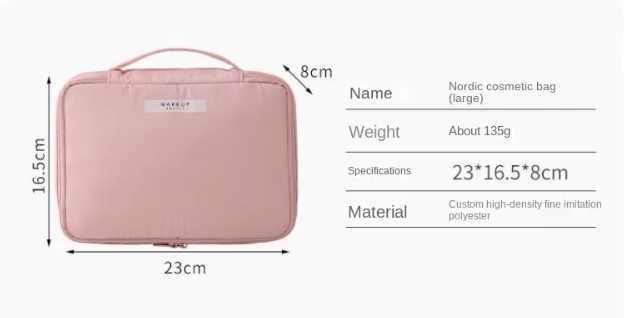 8cm
MAKEUP
16.5cm
23cm
Name
Nordic cosmetic bag
(large)
Weight
About 135g
Specifications
23*16.5*8cm
Material
Custom high-density fine imitation
polyester